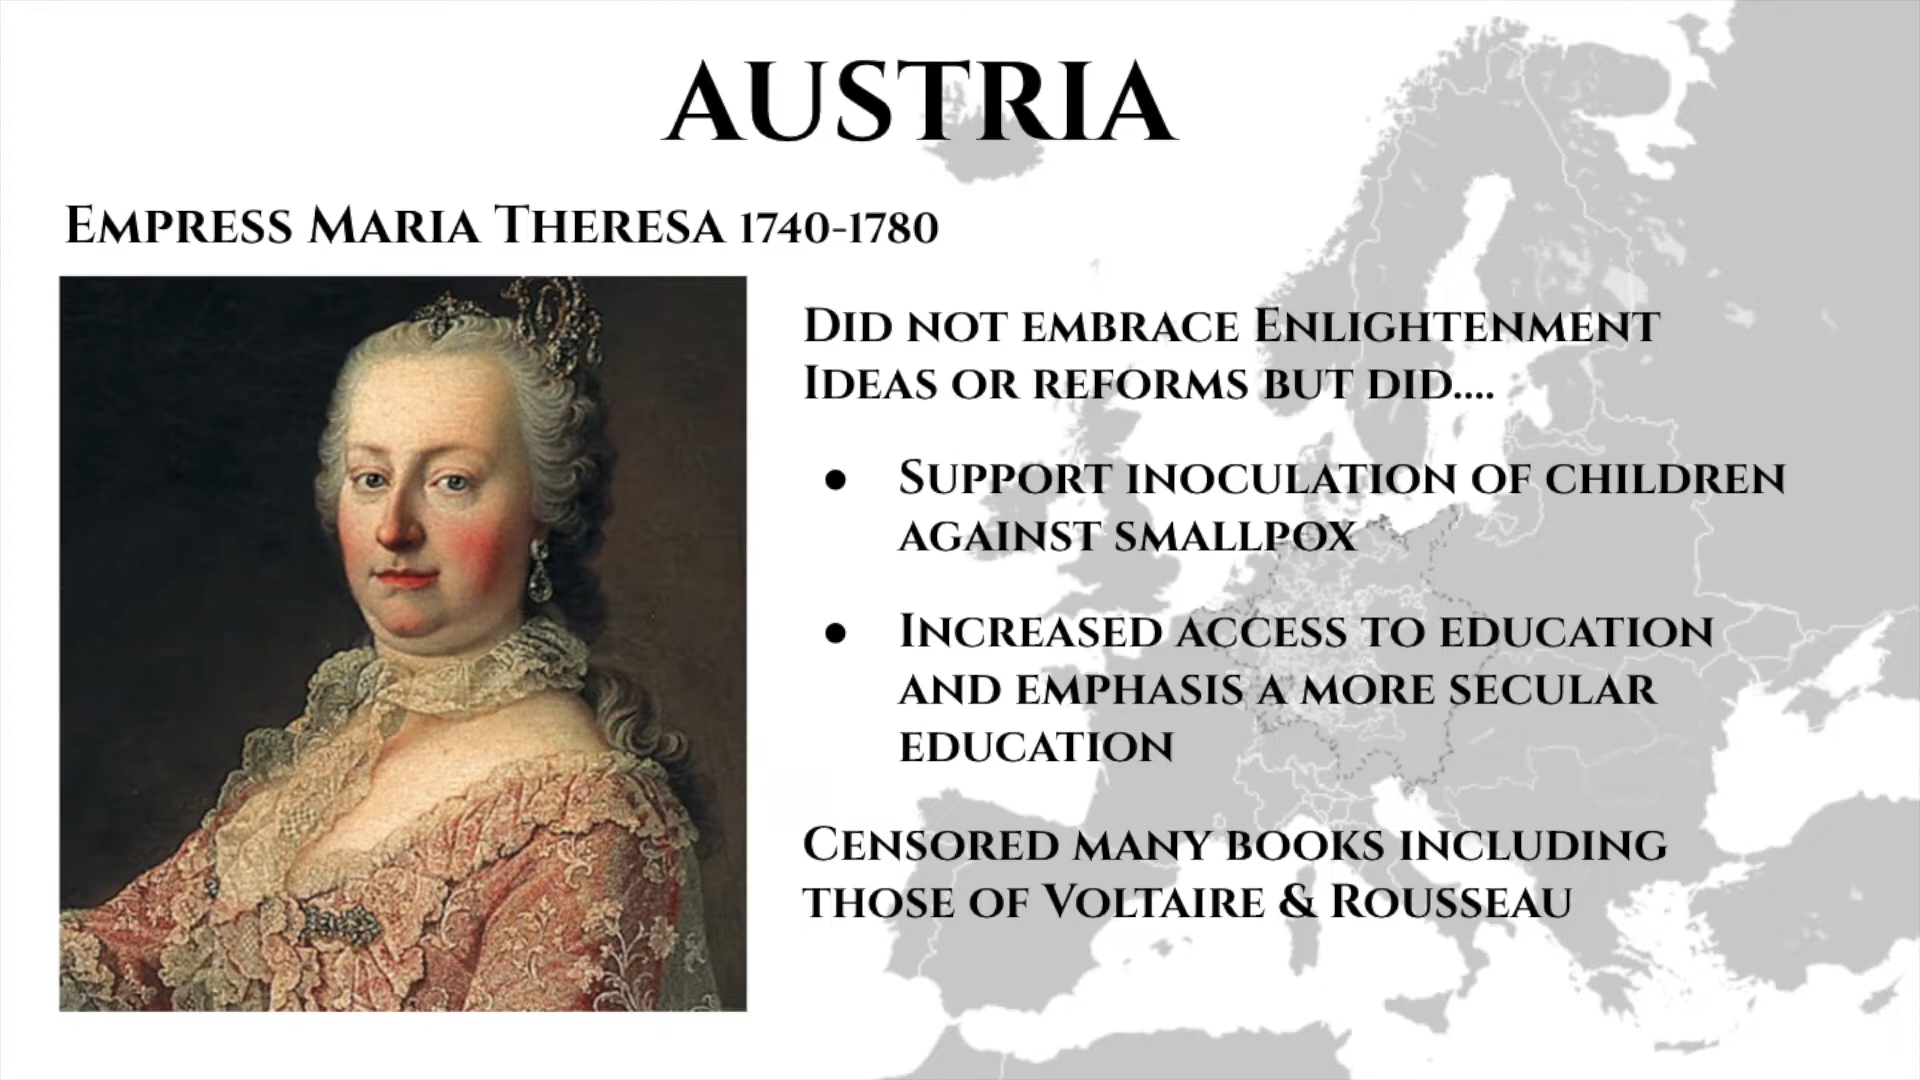 AUSTRIA
Empress Maria Theresa 1740-1780
Did not embrace Enlightenment
Ideas or reforms but did....
● Support inoculation of children
against smallpox
● Increased access to education
and emphasis a more secular
education
Censored many books including
those of Voltaire & Rousseau